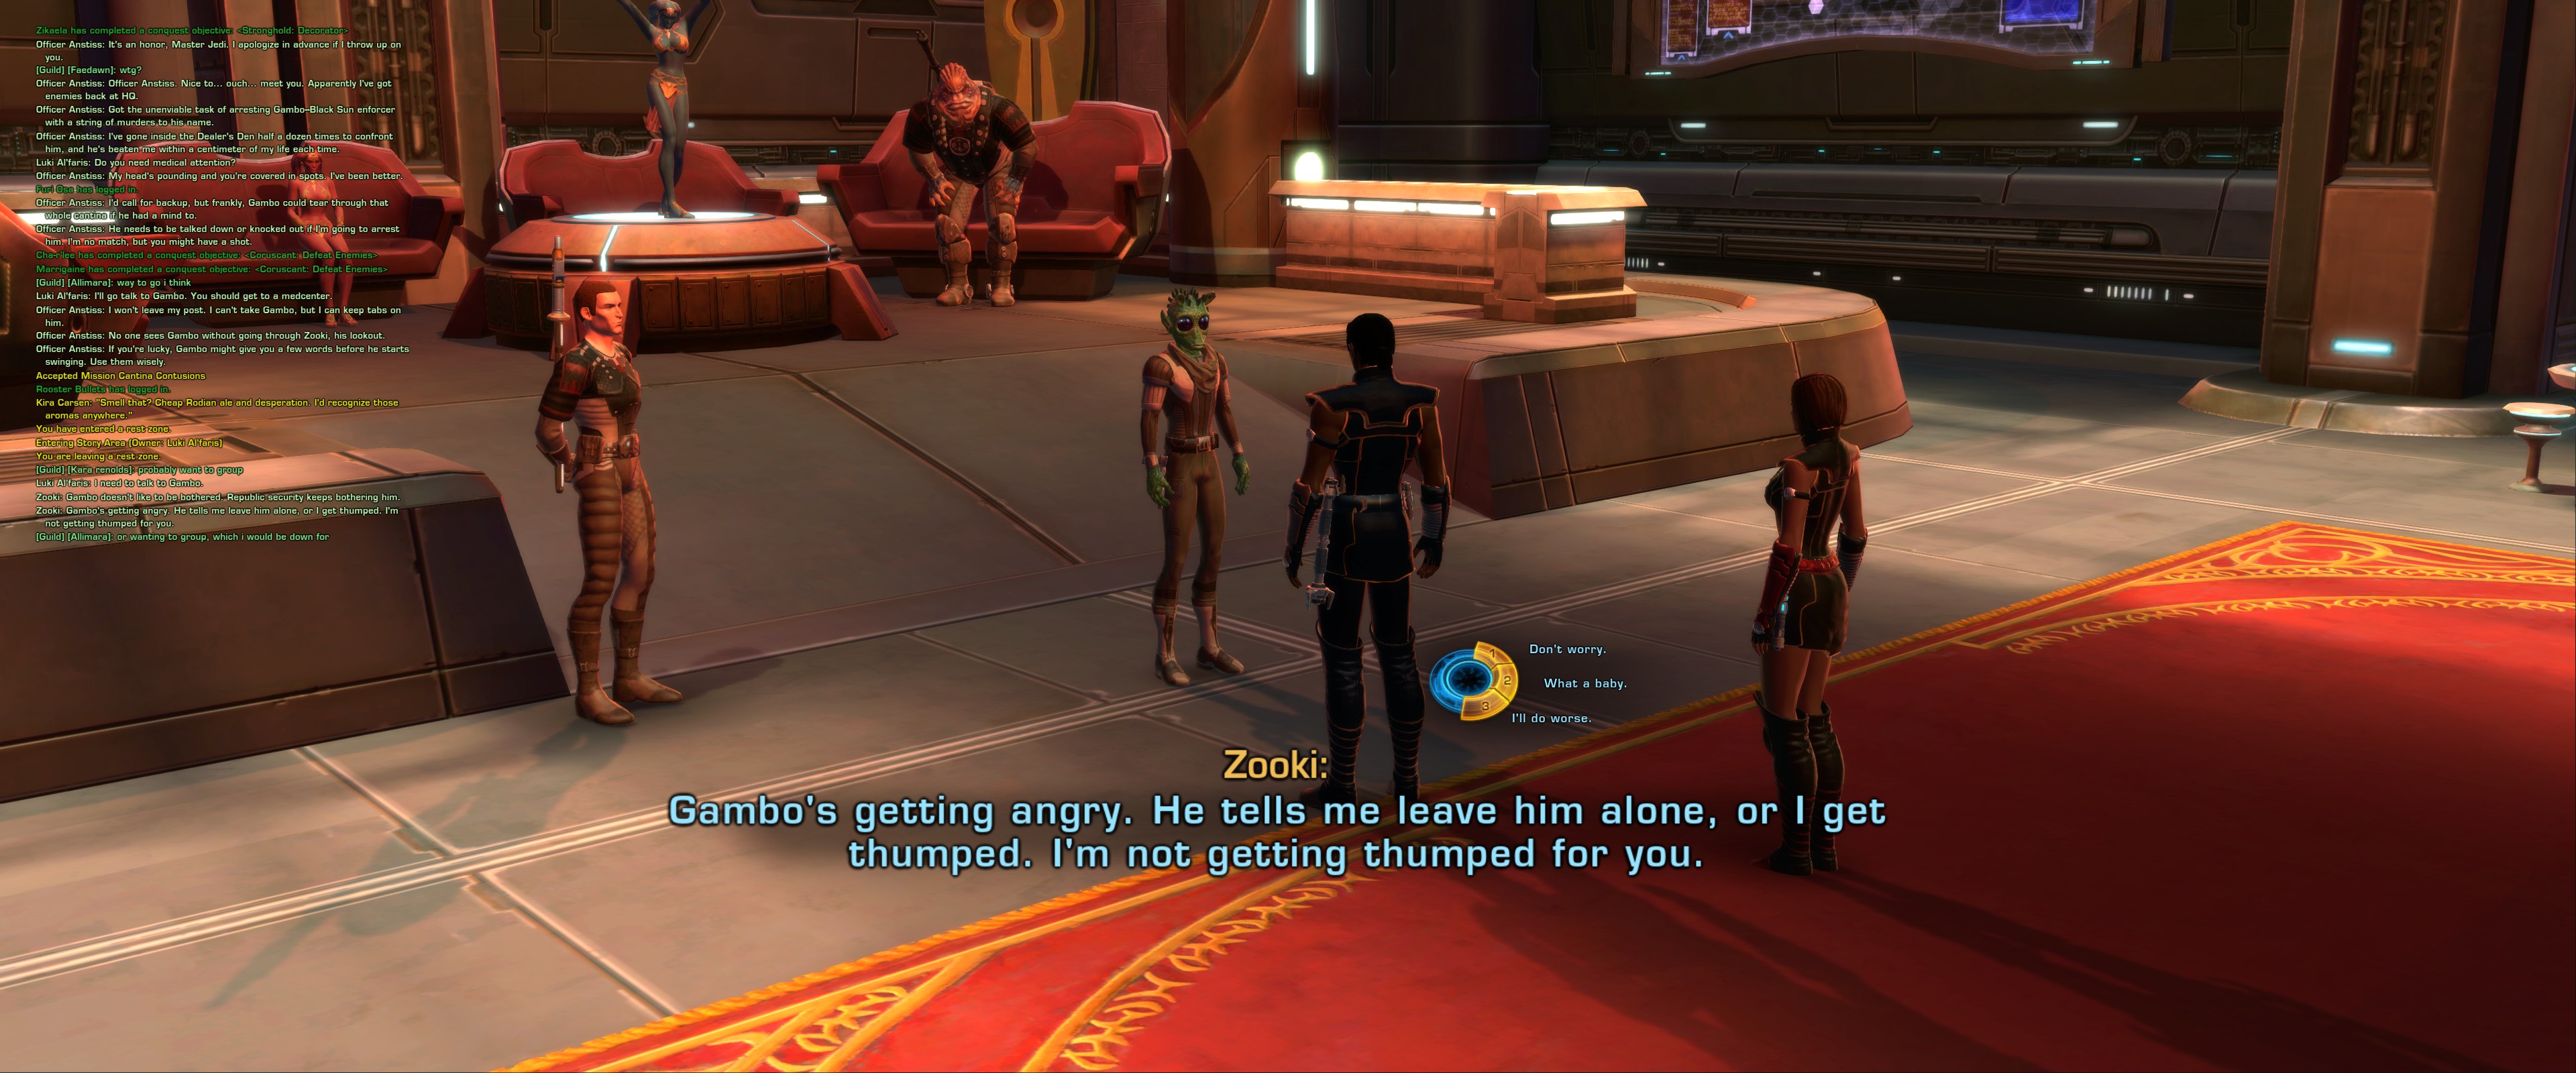 Zikaela has completed a conquest objective: <Stronghold: Decorator>
Officer Anstiss: It's an honor, Master Jedi. I apologize in advance if I throw up on
you.
[Guild] [Faedawn]: wtg?
Officer Anstiss: Officer Anstiss. Nice to... ouch... meet you. Apparently I've got
enemies back at HQ.
Officer Anstiss: Got the unenviable task of arresting Gambo–Black Sun enforcer
with a string of murders to his name.
Officer Anstiss: I've gone inside the Dealer's Den half a dozen times to confront
him, and he's beaten me within a centimeter of my life each time.
Luki Al'faris: Do you need medical attention?
Officer Anstiss: My head's pounding and you're covered in spots. I've been better.
Furi Osa has logged in.
Officer Anstiss: I'd call for backup, but frankly, Gambo could tear through that
whole cantina if he had a mind to.
Officer Anstiss: He needs to be talked down or knocked out if I'm going to arrest
him. I'm no match, but you might have a shot.
Cha-r'lee has completed a conquest objective: <Coruscant: Defeat Enemies>
Marrigaine has completed a conquest objective: <Coruscant: Defeat Enemies>
[Guild] [Allimara]: way to go i think
Luki Al'faris: I'll go talk to Gambo. You should get to a medcenter.
Officer Anstiss: I won't leave my post. I can't take Gambo, but I can keep tabs on
him.
Officer Anstiss: No one sees Gambo without going through Zooki, his lookout.
Officer Anstiss: If you're lucky, Gambo might give you a few words before he starts
swinging. Use them wisely.
Accepted Mission Cantina Contusions
Rooster Bullets has logged in.
Kira Carsen: "Smell that? Cheap Rodian ale and desperation. I'd recognize those
aromas anywhere."
You have entered a rest zone.
Entering Story Area (Owner: Luki Al'faris)
You are leaving a rest zone.
[Guild] [Kara renolds]: probably want to group
Luki Al'faris: I need to talk to Gambo.
Zooki: Gambo doesn't like to be bothered. Republic security keeps bothering him.
Zooki: Gambo's getting angry. He tells me leave him alone, or I get thumped. I'm
not getting thumped for you.
[Guild] [Allimara]: or wanting to group, which i would be down for
1 Don't worry.
2 What a baby.
3 I'll do worse.
Zooki:
Gambo's getting angry. He tells me leave him alone, or I get
thumped. I'm not getting thumped for you.